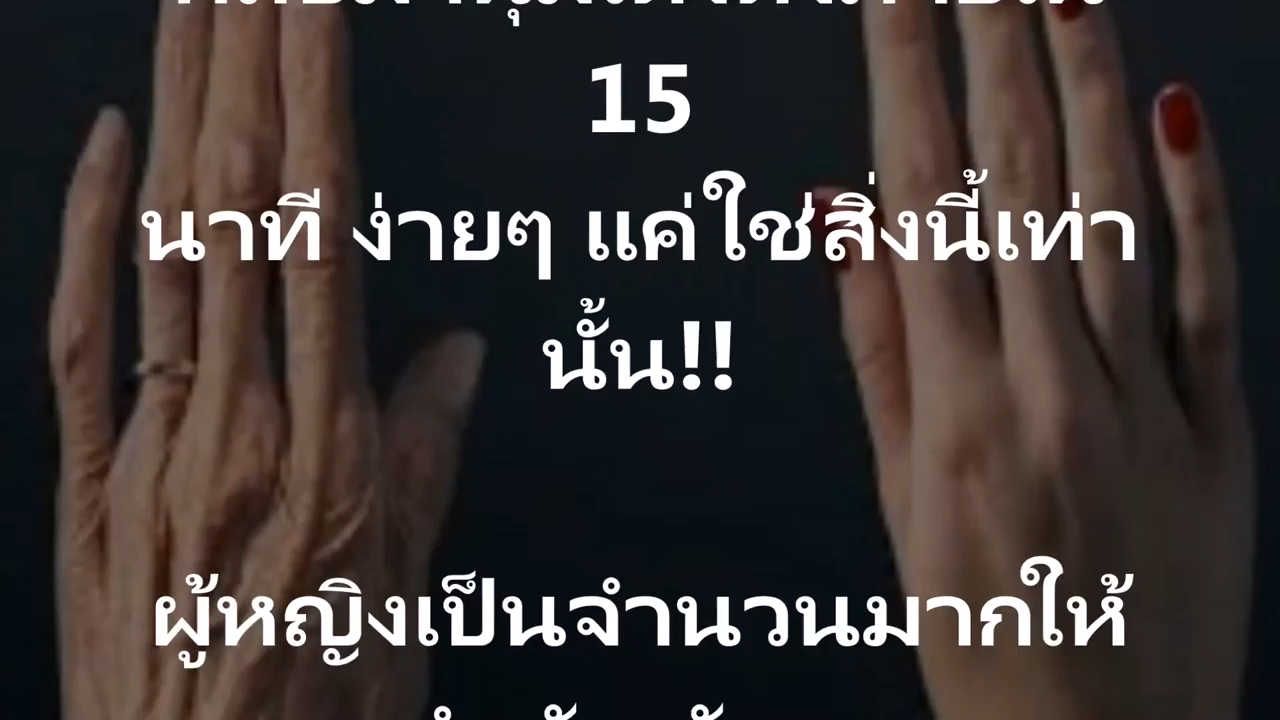 15
นาที ง่ายๆ แค่ใช่สิ่งนี้เท่า
นั้น!!
ผู้หญิงเป็นจำนวนมากให้